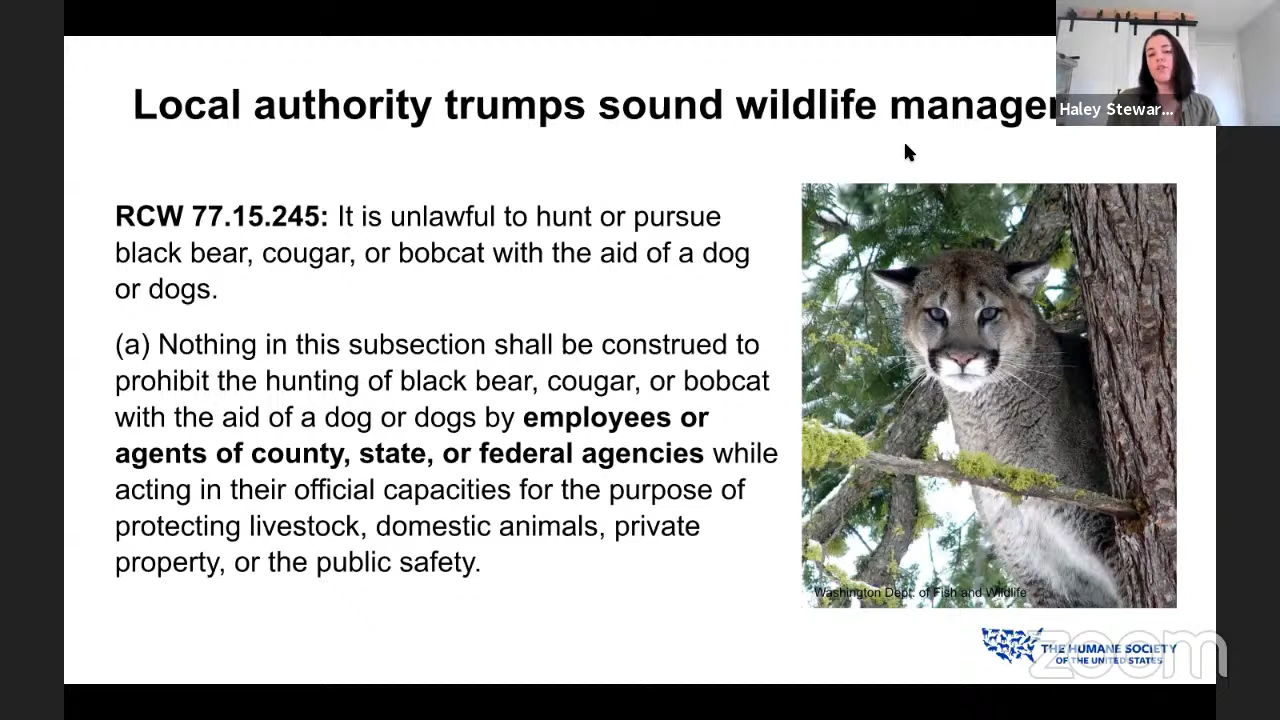 Local authority trumps sound wildlife manage
Haley Stewar...
RCW 77.15.245: It is unlawful to hunt or pursue
black bear, cougar, or bobcat with the aid of a dog
or dogs.
(a) Nothing in this subsection shall be construed to
prohibit the hunting of black bear, cougar, or bobcat
with the aid of a dog or dogs by employees or
agents of county, state, or federal agencies while
acting in their official capacities for the purpose of
protecting livestock, domestic animals, private
property, or the public safety.
Washington Dept. of Fish and Wildlife
THE HUMANE SOCIETY
OF THE UNITED STATES
zoom